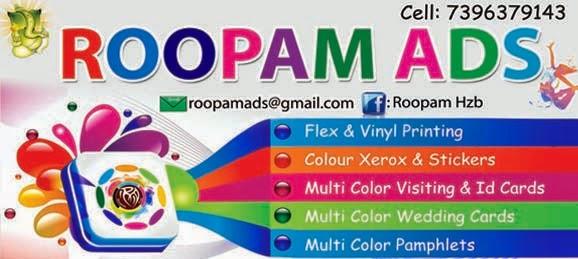 Cell: 7396379143
ROOPAM ADS
roopamads@gmail.com
: Roopam Hzb
Flex & Vinyl Printing
Colour Xerox & Stickers
Multi Color Visiting & Id Cards
Multi Color Wedding Cards
Multi Color Pamphlets